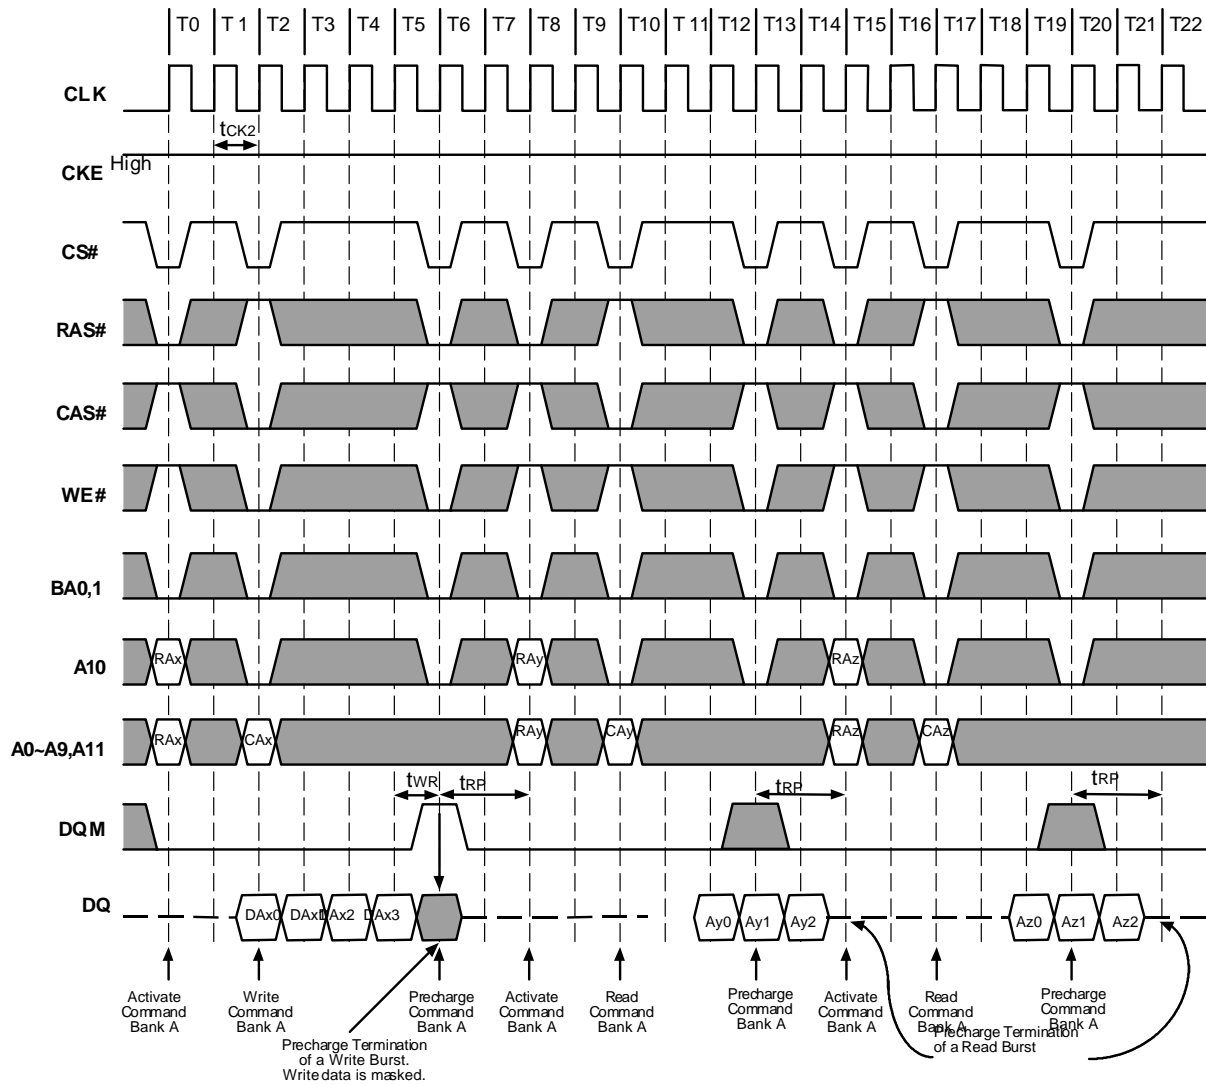 T0 T 1 T2 T3 T4 T5 T6 T7 T8 T9 T10 T 11 T12 T13 T14 T15 T16 T17 T18 T19 T20 T21 T22
CLK
tCK2
CKE High
CS#
RAS#
CAS#
WE#
BA0,1
A10 RAx RAy RAz
A0~A9,A11 RAx CAx RAy CAy RAz CAz
tWR tRP tRP tRP
DQM
DQ DAx0 DAx1 DAx2 DAx3 Ay0 Ay1 Ay2 Az0 Az1 Az2
Activate
Command
Bank A
Write
Command
Bank A
Precharge
Command
Bank A
Activate
Command
Bank A
Read
Command
Bank A
Precharge
Command
Bank A
Activate
Command
Bank A
Read
Command
Bank A
Precharge
Command
Bank A
Precharge Termination
of a Write Burst.
Write data is masked.
Precharge Termination
of a Read Burst